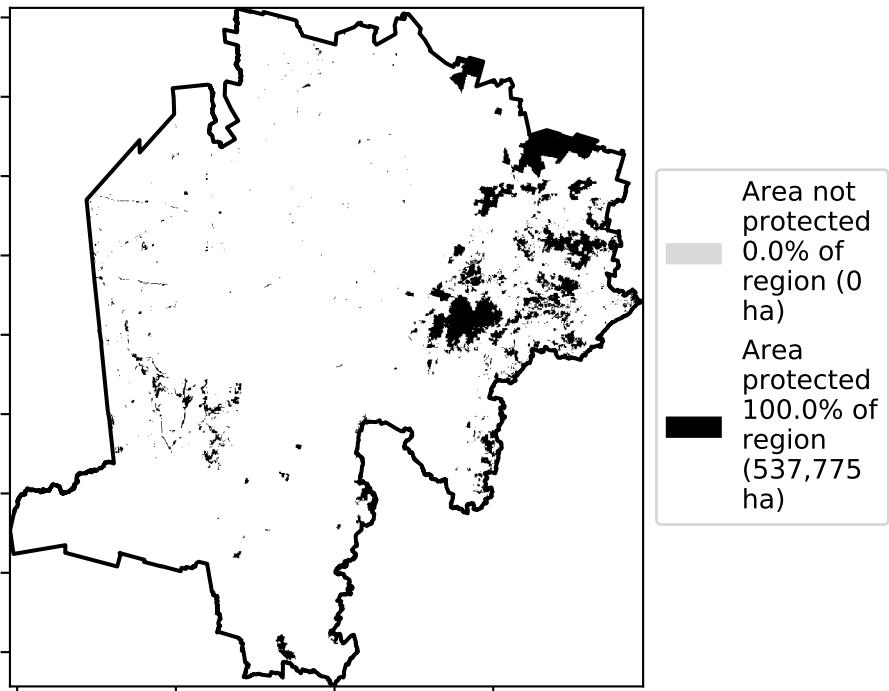 Area not
protected
0.0% of
region (0
ha)
Area
protected
100.0% of
region
(537,775
ha)